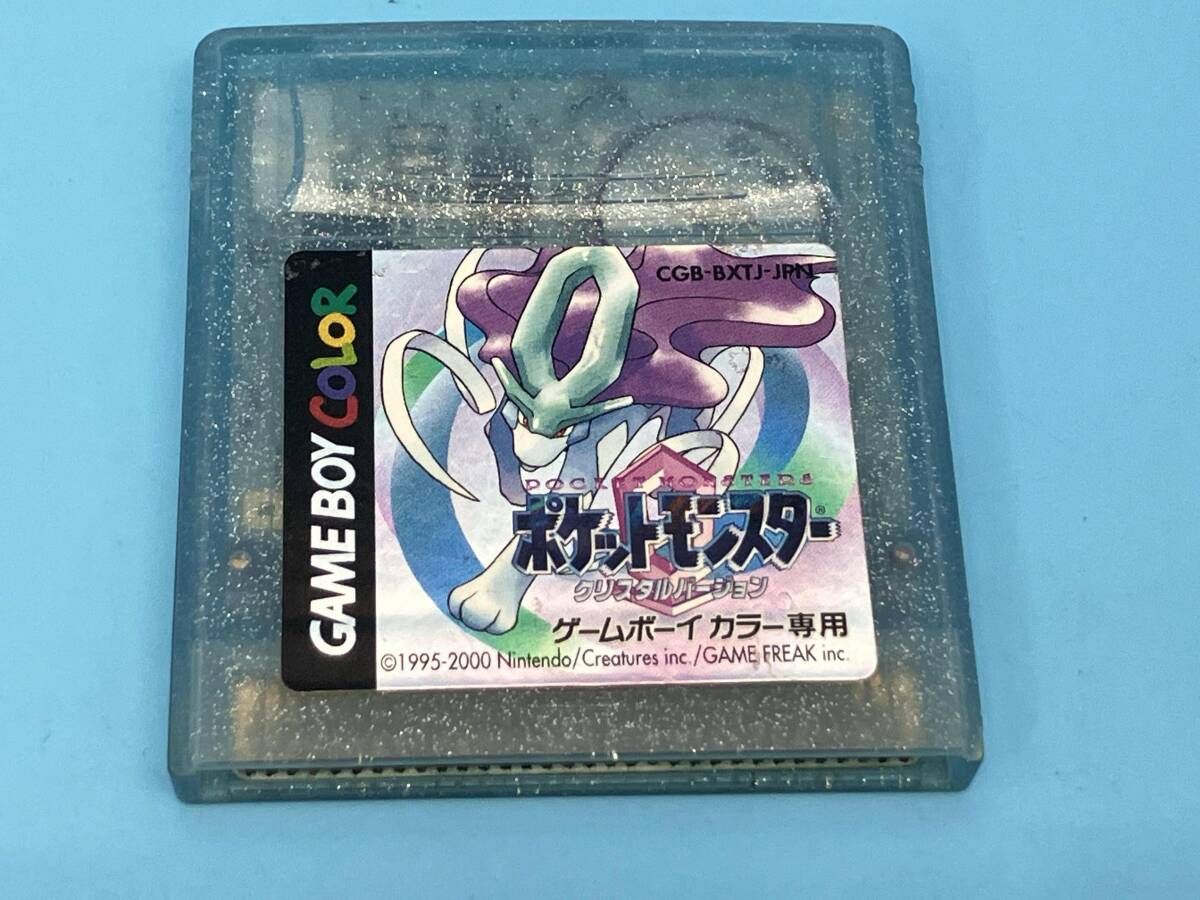 GAME BOY COLOR
CGB-BXTJ-JPN
POCKET MONSTERS
ポケットモンスター®
クリスタルバージョン
ゲームボーイ カラー専用
©1995-2000 Nintendo/Creatures inc./GAME FREAK inc.